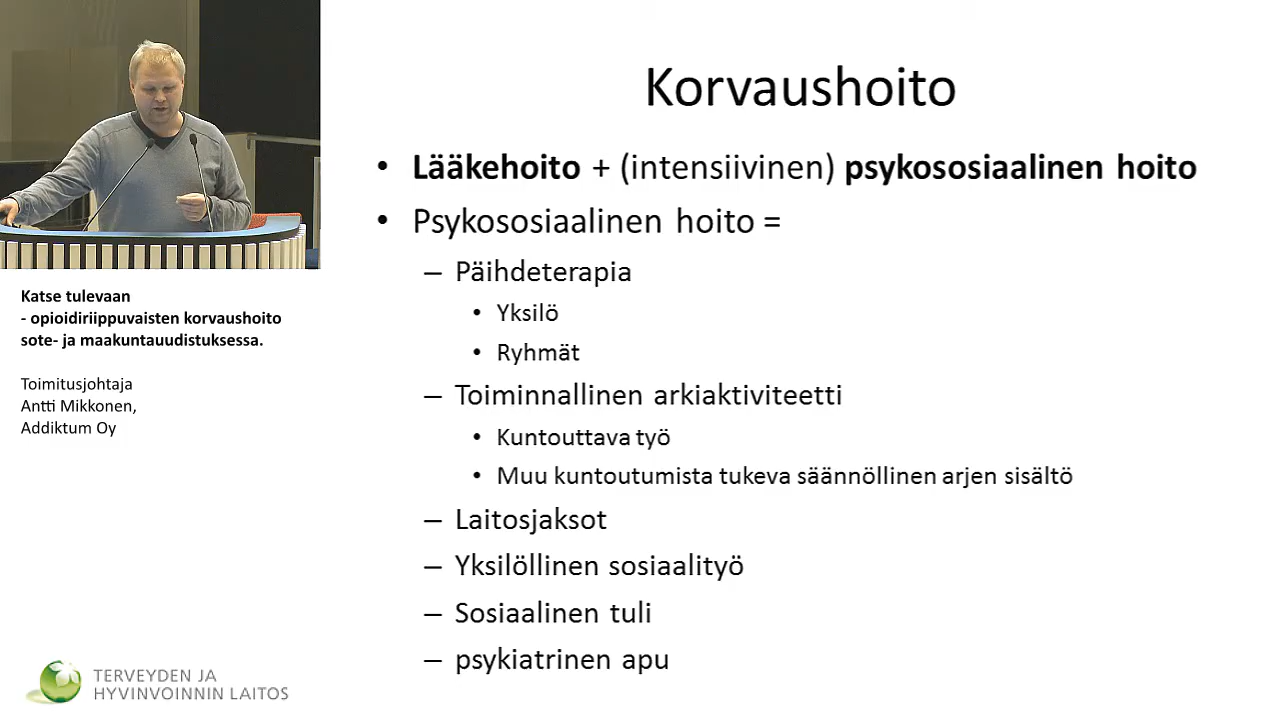 Korvaushoito
• Lääkehoito + (intensiivinen) psykososiaalinen hoito
• Psykososiaalinen hoito =
– Päihdeterapia
• Yksilö
• Ryhmät
– Toiminnallinen arkiaktiviteetti
• Kuntouttava työ
• Muu kuntoutumista tukeva säännöllinen arjen sisältö
– Laitosjaksot
– Yksilöllinen sosiaalityö
– Sosiaalinen tuli
– psykiatrinen apu
Katse tulevaan
- opioidiriippuvaisten korvaushoito
sote- ja maakuntauudistuksessa.
Toimitusjohtaja
Antti Mikkonen,
Addiktum Oy
TERVEYDEN JA
HYVINVOINNIN LAITOS